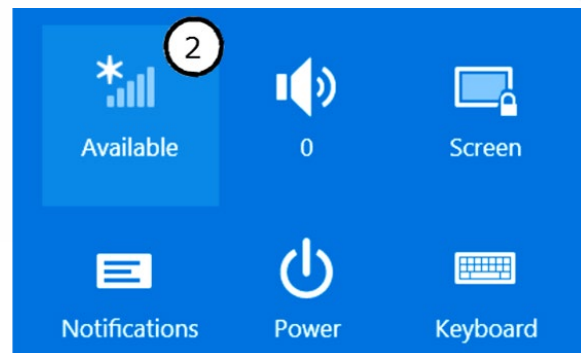 2
Available
0
Screen
Notifications
Power
Keyboard